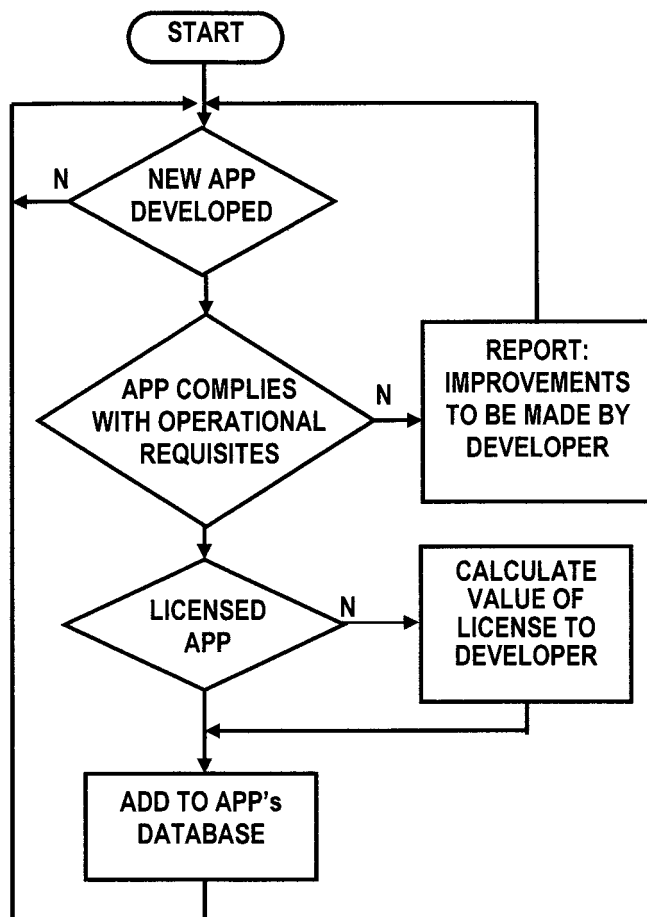 START
N
NEW APP
DEVELOPED
APP COMPLIES
WITH OPERATIONAL
REQUISITES
N
REPORT:
IMPROVEMENTS
TO BE MADE BY
DEVELOPER
LICENSED
APP
N
CALCULATE
VALUE OF
LICENSE TO
DEVELOPER
ADD TO APP's
DATABASE